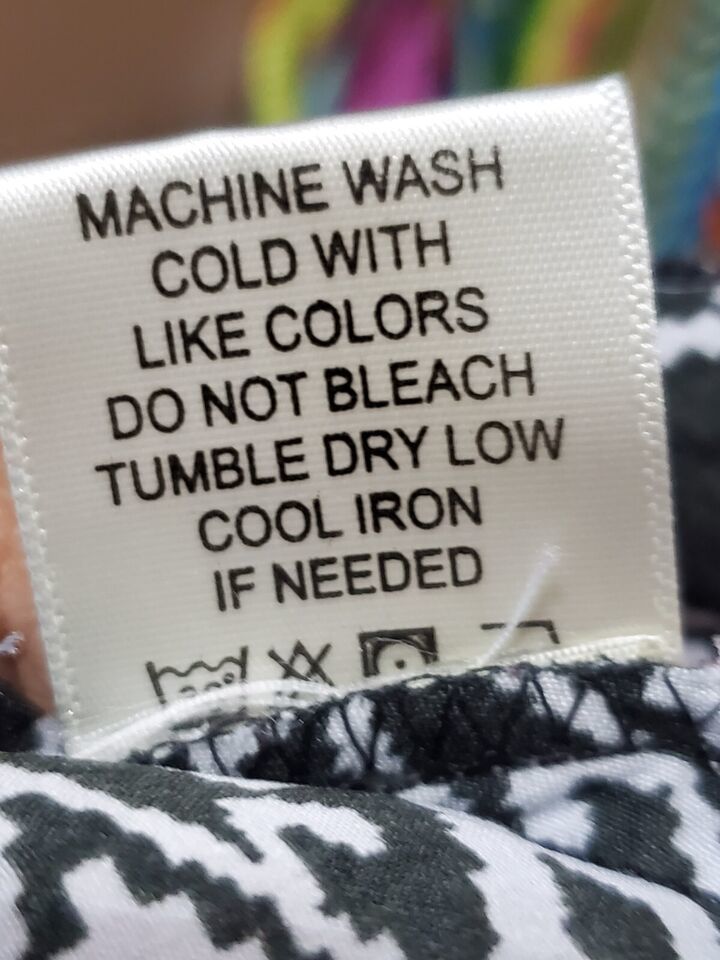 MACHINE WASH
COLD WITH
LIKE COLORS
DO NOT BLEACH
TUMBLE DRY LOW
COOL IRON
IF NEEDED